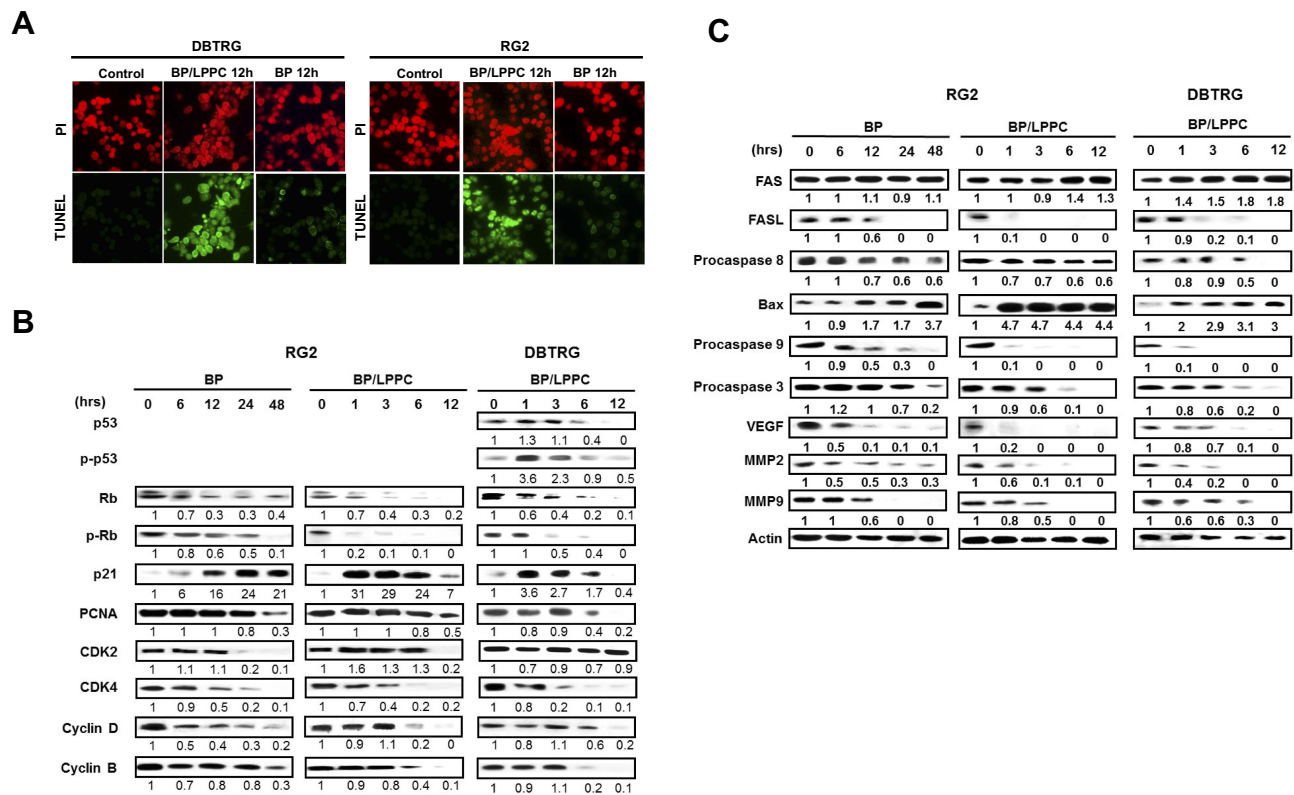 A
DBTRG
RG2
Control BP/LPPC 12h BP 12h
Control BP/LPPC 12h BP 12h
PI
PI
TUNEL
TUNEL
B
RG2
DBTRG
BP
BP/LPPC
BP/LPPC
(hrs) 0 6 12 24 48 0 1 3 6 12 0 1 3 6 12
p53
1 1.3 1.1 0.4 0
p-p53
1 3.6 2.3 0.9 0.5
Rb
1 0.7 0.3 0.3 0.4 1 0.7 0.4 0.3 0.2 1 0.6 0.4 0.2 0.1
p-Rb
1 0.8 0.6 0.5 0.1 1 0.2 0.1 0.1 0 1 1 0.5 0.4 0
p21
1 6 16 24 21 1 31 29 24 7 1 3.6 2.7 1.7 0.4
PCNA
1 1 1 0.8 0.3 1 1 1 0.8 0.5 1 0.8 0.9 0.4 0.2
CDK2
1 1.1 1.1 0.2 0.1 1 1.6 1.3 1.3 0.2 1 0.7 0.9 0.7 0.9
CDK4
1 0.9 0.5 0.2 0.1 1 0.7 0.4 0.2 0.2 1 0.8 0.2 0.1 0.1
Cyclin D
1 0.5 0.4 0.3 0.2 1 0.9 1.1 0.2 0 1 0.8 1.1 0.6 0.2
Cyclin B
1 0.7 0.8 0.8 0.3 1 0.9 0.8 0.4 0.1 1 0.9 1.1 0.2 0.1
C
RG2
DBTRG
BP
BP/LPPC
BP/LPPC
(hrs) 0 6 12 24 48 0 1 3 6 12 0 1 3 6 12
FAS
1 1 1.1 0.9 1.1 1 1 0.9 1.4 1.3 1 1.4 1.5 1.8 1.8
FASL
1 1 0.6 0 0 1 0.1 0 0 0 1 0.9 0.2 0.1 0
Procaspase 8
1 1 0.7 0.6 0.6 1 0.7 0.7 0.6 0.6 1 0.8 0.9 0.5 0
Bax
1 0.9 1.7 1.7 3.7 1 4.7 4.7 4.4 4.4 1 2 2.9 3.1 3
Procaspase 9
1 0.9 0.5 0.3 0 1 0.1 0 0 0 1 0.1 0 0 0
Procaspase 3
1 1.2 1 0.7 0.2 1 0.9 0.6 0.1 0 1 0.8 0.6 0.2 0
VEGF
1 0.5 0.1 0.1 0.1 1 0.2 0 0 0 1 0.8 0.7 0.1 0
MMP2
1 0.5 0.5 0.3 0.3 1 0.6 0.1 0.1 0 1 0.4 0.2 0 0
MMP9
1 1 0.6 0 0 1 0.8 0.5 0 0 1 0.6 0.6 0.3 0
Actin